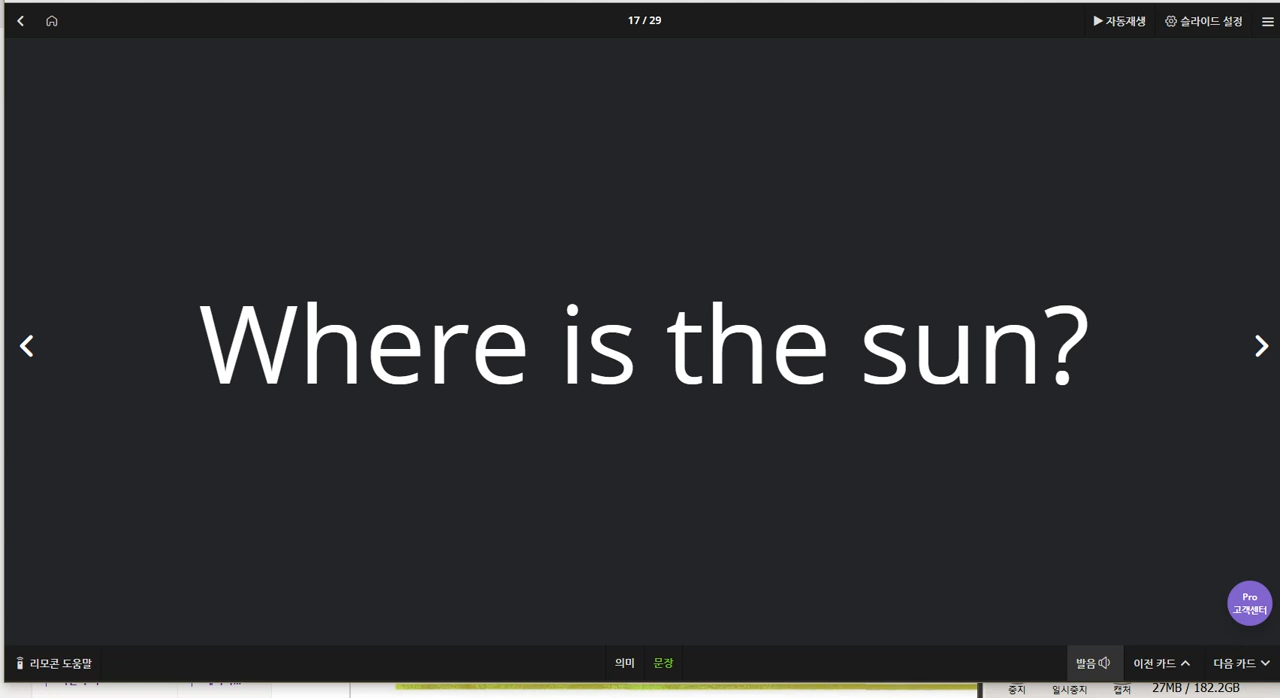 17 / 29
자동재생
슬라이드 설정
Where is the sun?
Pro
고객센터
리모콘 도움말
의미
문장
발음
이전 카드
다음 카드
중지
일시중지
캡처
27MB / 182.2GB